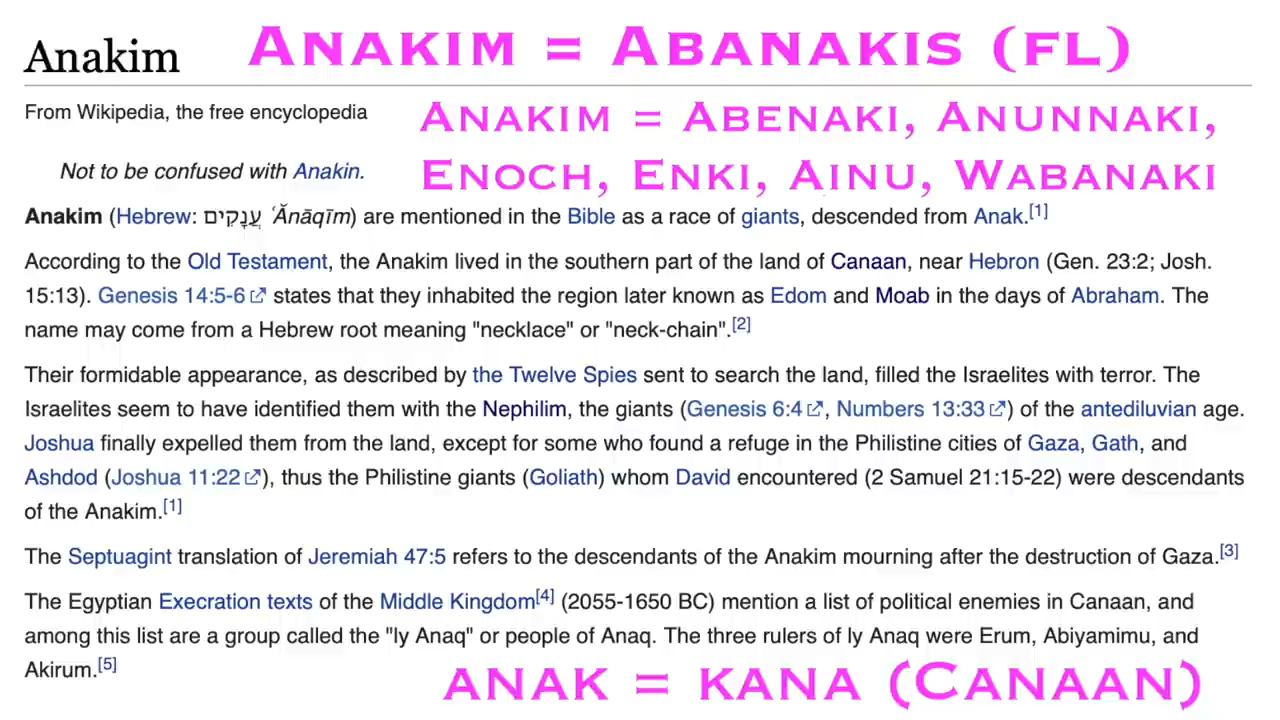 Anakim ANAKIM = ABANAKIS (FL)
From Wikipedia, the free encyclopedia
ANAKIM = ABENAKI, ANUNNAKI,
ENOCH, ENKI, AINU, WABANAKI
Not to be confused with Anakin.
Anakim (Hebrew: עֲנָקִים ʿĂnāqīm) are mentioned in the Bible as a race of giants, descended from Anak.[1]
According to the Old Testament, the Anakim lived in the southern part of the land of Canaan, near Hebron (Gen. 23:2; Josh.
15:13). Genesis 14:5-6 states that they inhabited the region later known as Edom and Moab in the days of Abraham. The
name may come from a Hebrew root meaning "necklace" or "neck-chain".[2]
Their formidable appearance, as described by the Twelve Spies sent to search the land, filled the Israelites with terror. The
Israelites seem to have identified them with the Nephilim, the giants (Genesis 6:4, Numbers 13:33) of the antediluvian age.
Joshua finally expelled them from the land, except for some who found a refuge in the Philistine cities of Gaza, Gath, and
Ashdod (Joshua 11:22), thus the Philistine giants (Goliath) whom David encountered (2 Samuel 21:15-22) were descendants
of the Anakim.[1]
The Septuagint translation of Jeremiah 47:5 refers to the descendants of the Anakim mourning after the destruction of Gaza.[3]
The Egyptian Execration texts of the Middle Kingdom[4] (2055-1650 BC) mention a list of political enemies in Canaan, and
among this list are a group called the "ly Anaq" or people of Anaq. The three rulers of ly Anaq were Erum, Abiyamimu, and
Akirum.[5]
ANAK = KANA (CANAAN)